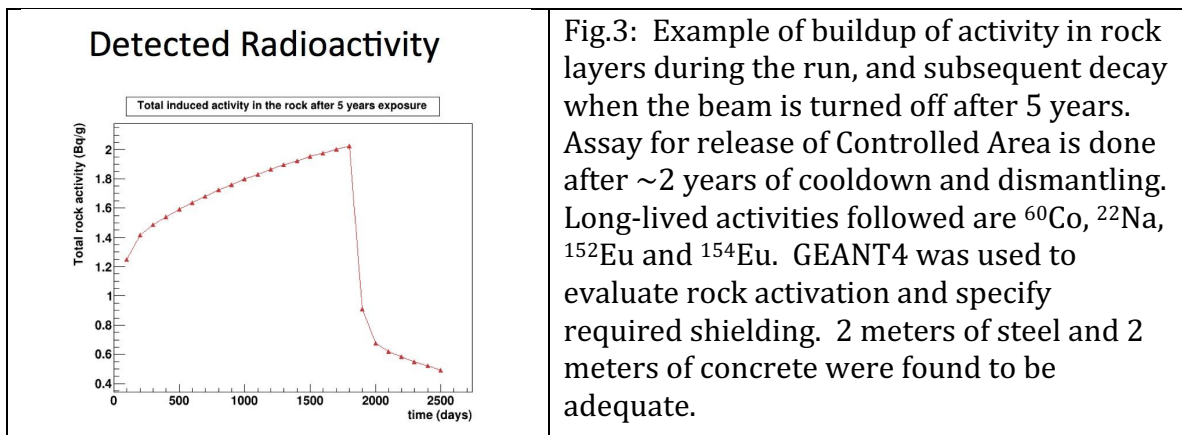 Detected Radioactivity
Total induced activity in the rock after 5 years exposure
Total rock activity (Bq/g)
2
1.8
1.6
1.4
1.2
1
0.8
0.6
0.4
0 500 1000 1500 2000 2500
time (days)
Fig.3: Example of buildup of activity in rock
layers during the run, and subsequent decay
when the beam is turned off after 5 years.
Assay for release of Controlled Area is done
after ~2 years of cooldown and dismantling.
Long-lived activities followed are ⁶⁰Co, ²²Na,
¹⁵²Eu and ¹⁵⁴Eu. GEANT4 was used to
evaluate rock activation and specify
required shielding. 2 meters of steel and 2
meters of concrete were found to be
adequate.